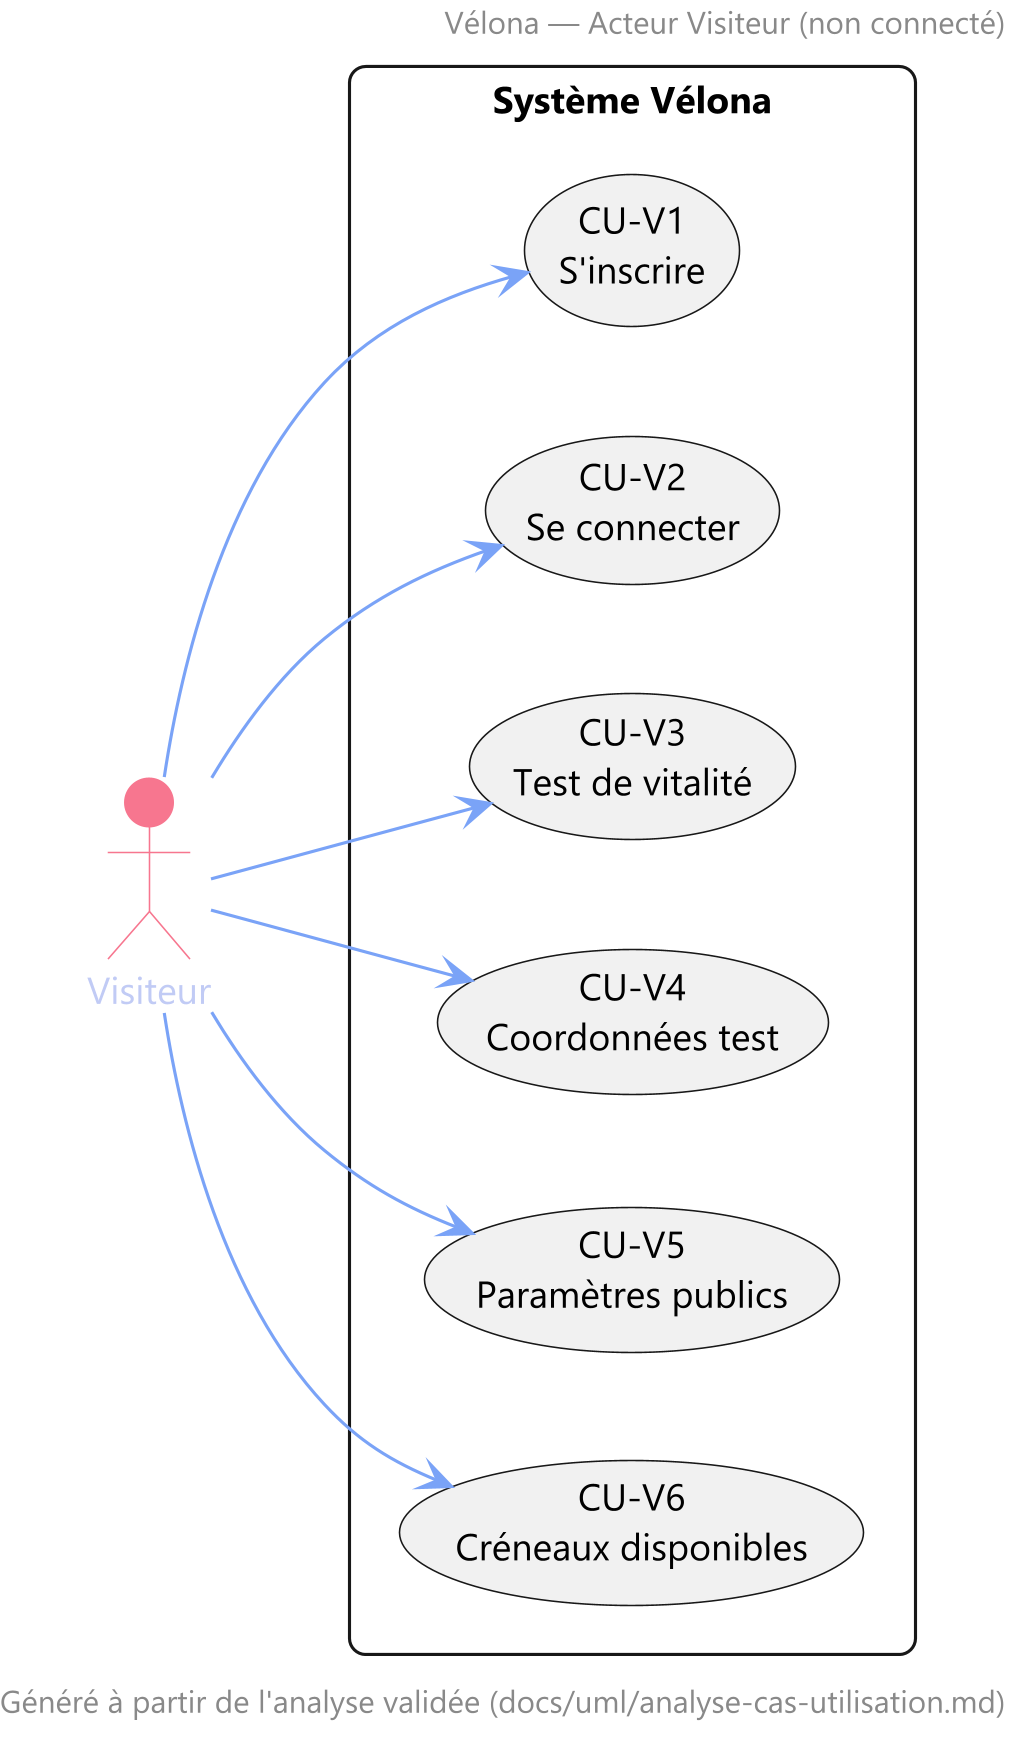 Vélona — Acteur Visiteur (non connecté)
Système Vélona
CU-V1
S'inscrire
CU-V2
Se connecter
CU-V3
Test de vitalité
Visiteur
CU-V4
Coordonnées test
CU-V5
Paramètres publics
CU-V6
Créneaux disponibles
Généré à partir de l'analyse validée (docs/uml/analyse-cas-utilisation.md)